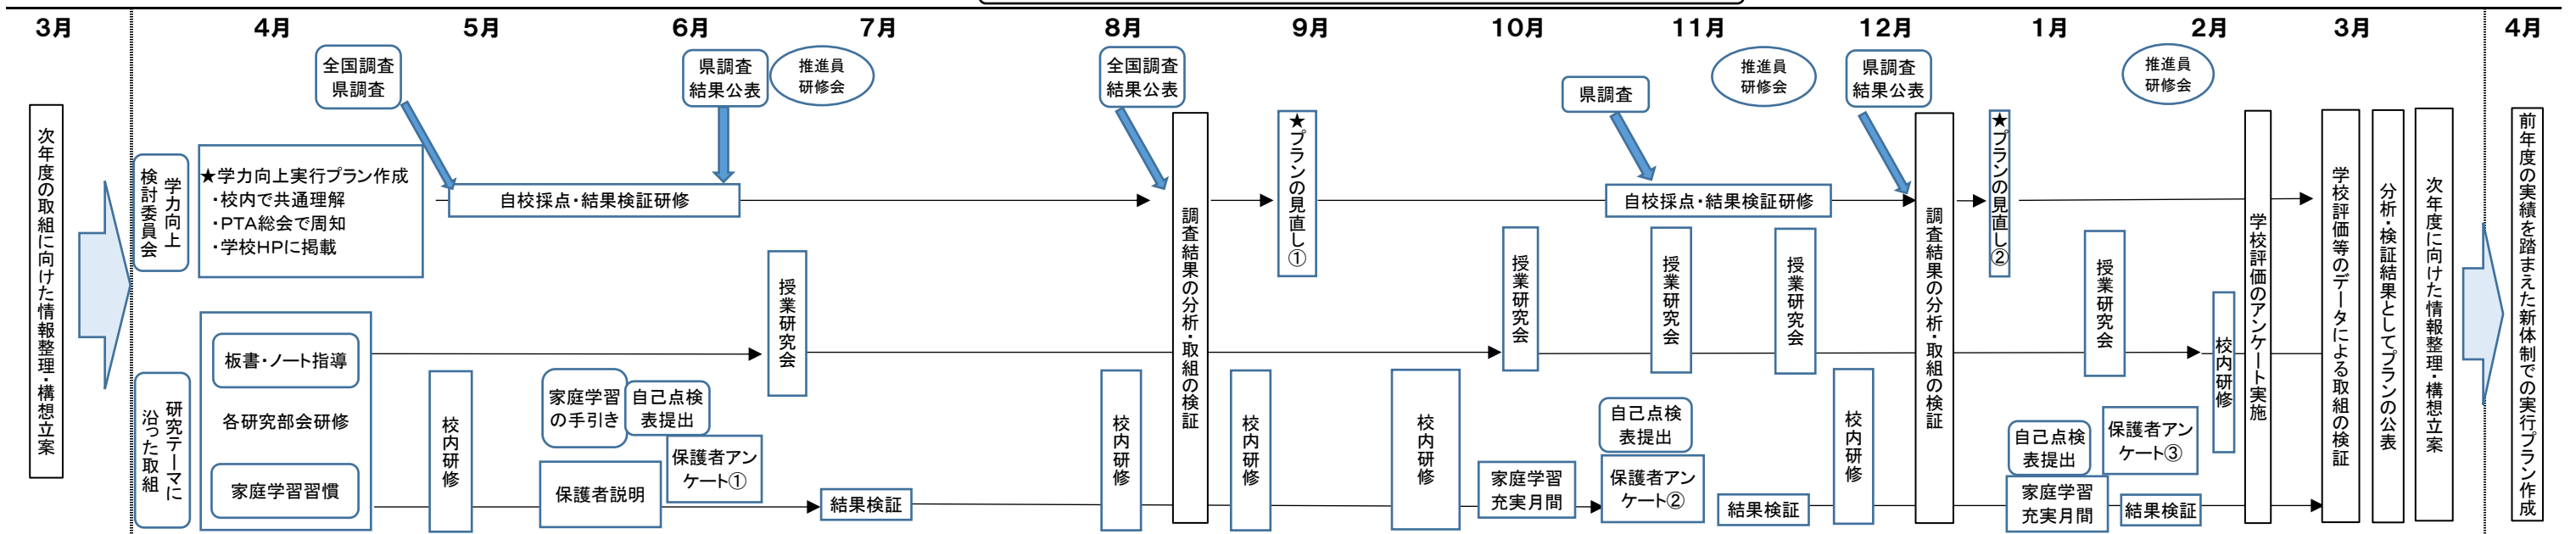 3月
4月
5月
6月
7月
8月
9月
10月
11月
12月
1月
2月
3月
4月
次年度の取組に向けた情報整理・構想立案
学力向上
検討委員会
研究テーマに
沿った取組
全国調査
県調査
★学力向上実行プラン作成
・校内で共通理解
・PTA総会で周知
・学校HPに掲載
板書・ノート指導
各研究部会研修
家庭学習習慣
自校採点・結果検証研修
校内研修
県調査
結果公表
推進員
研修会
家庭学習
の手引き
自己点検
表提出
保護者アン
ケート①
保護者説明
授業研究会
結果検証
全国調査
結果公表
校内研修
調査結果の分析・取組の検証
★プランの見直し①
校内研修
校内研修
授業研究会
家庭学習
充実月間
県調査
自校採点・結果検証研修
授業研究会
自己点検
表提出
保護者アン
ケート②
推進員
研修会
授業研究会
結果検証
県調査
結果公表
校内研修
調査結果の分析・取組の検証
★プランの見直し②
授業研究会
自己点検
表提出
家庭学習
充実月間
推進員
研修会
保護者アン
ケート③
結果検証
校内研修
学校評価のアンケート実施
学校評価等のデータによる取組の検証
分析・検証結果としてプランの公表
次年度に向けた情報整理・構想立案
前年度の実績を踏まえた新体制での実行プラン作成